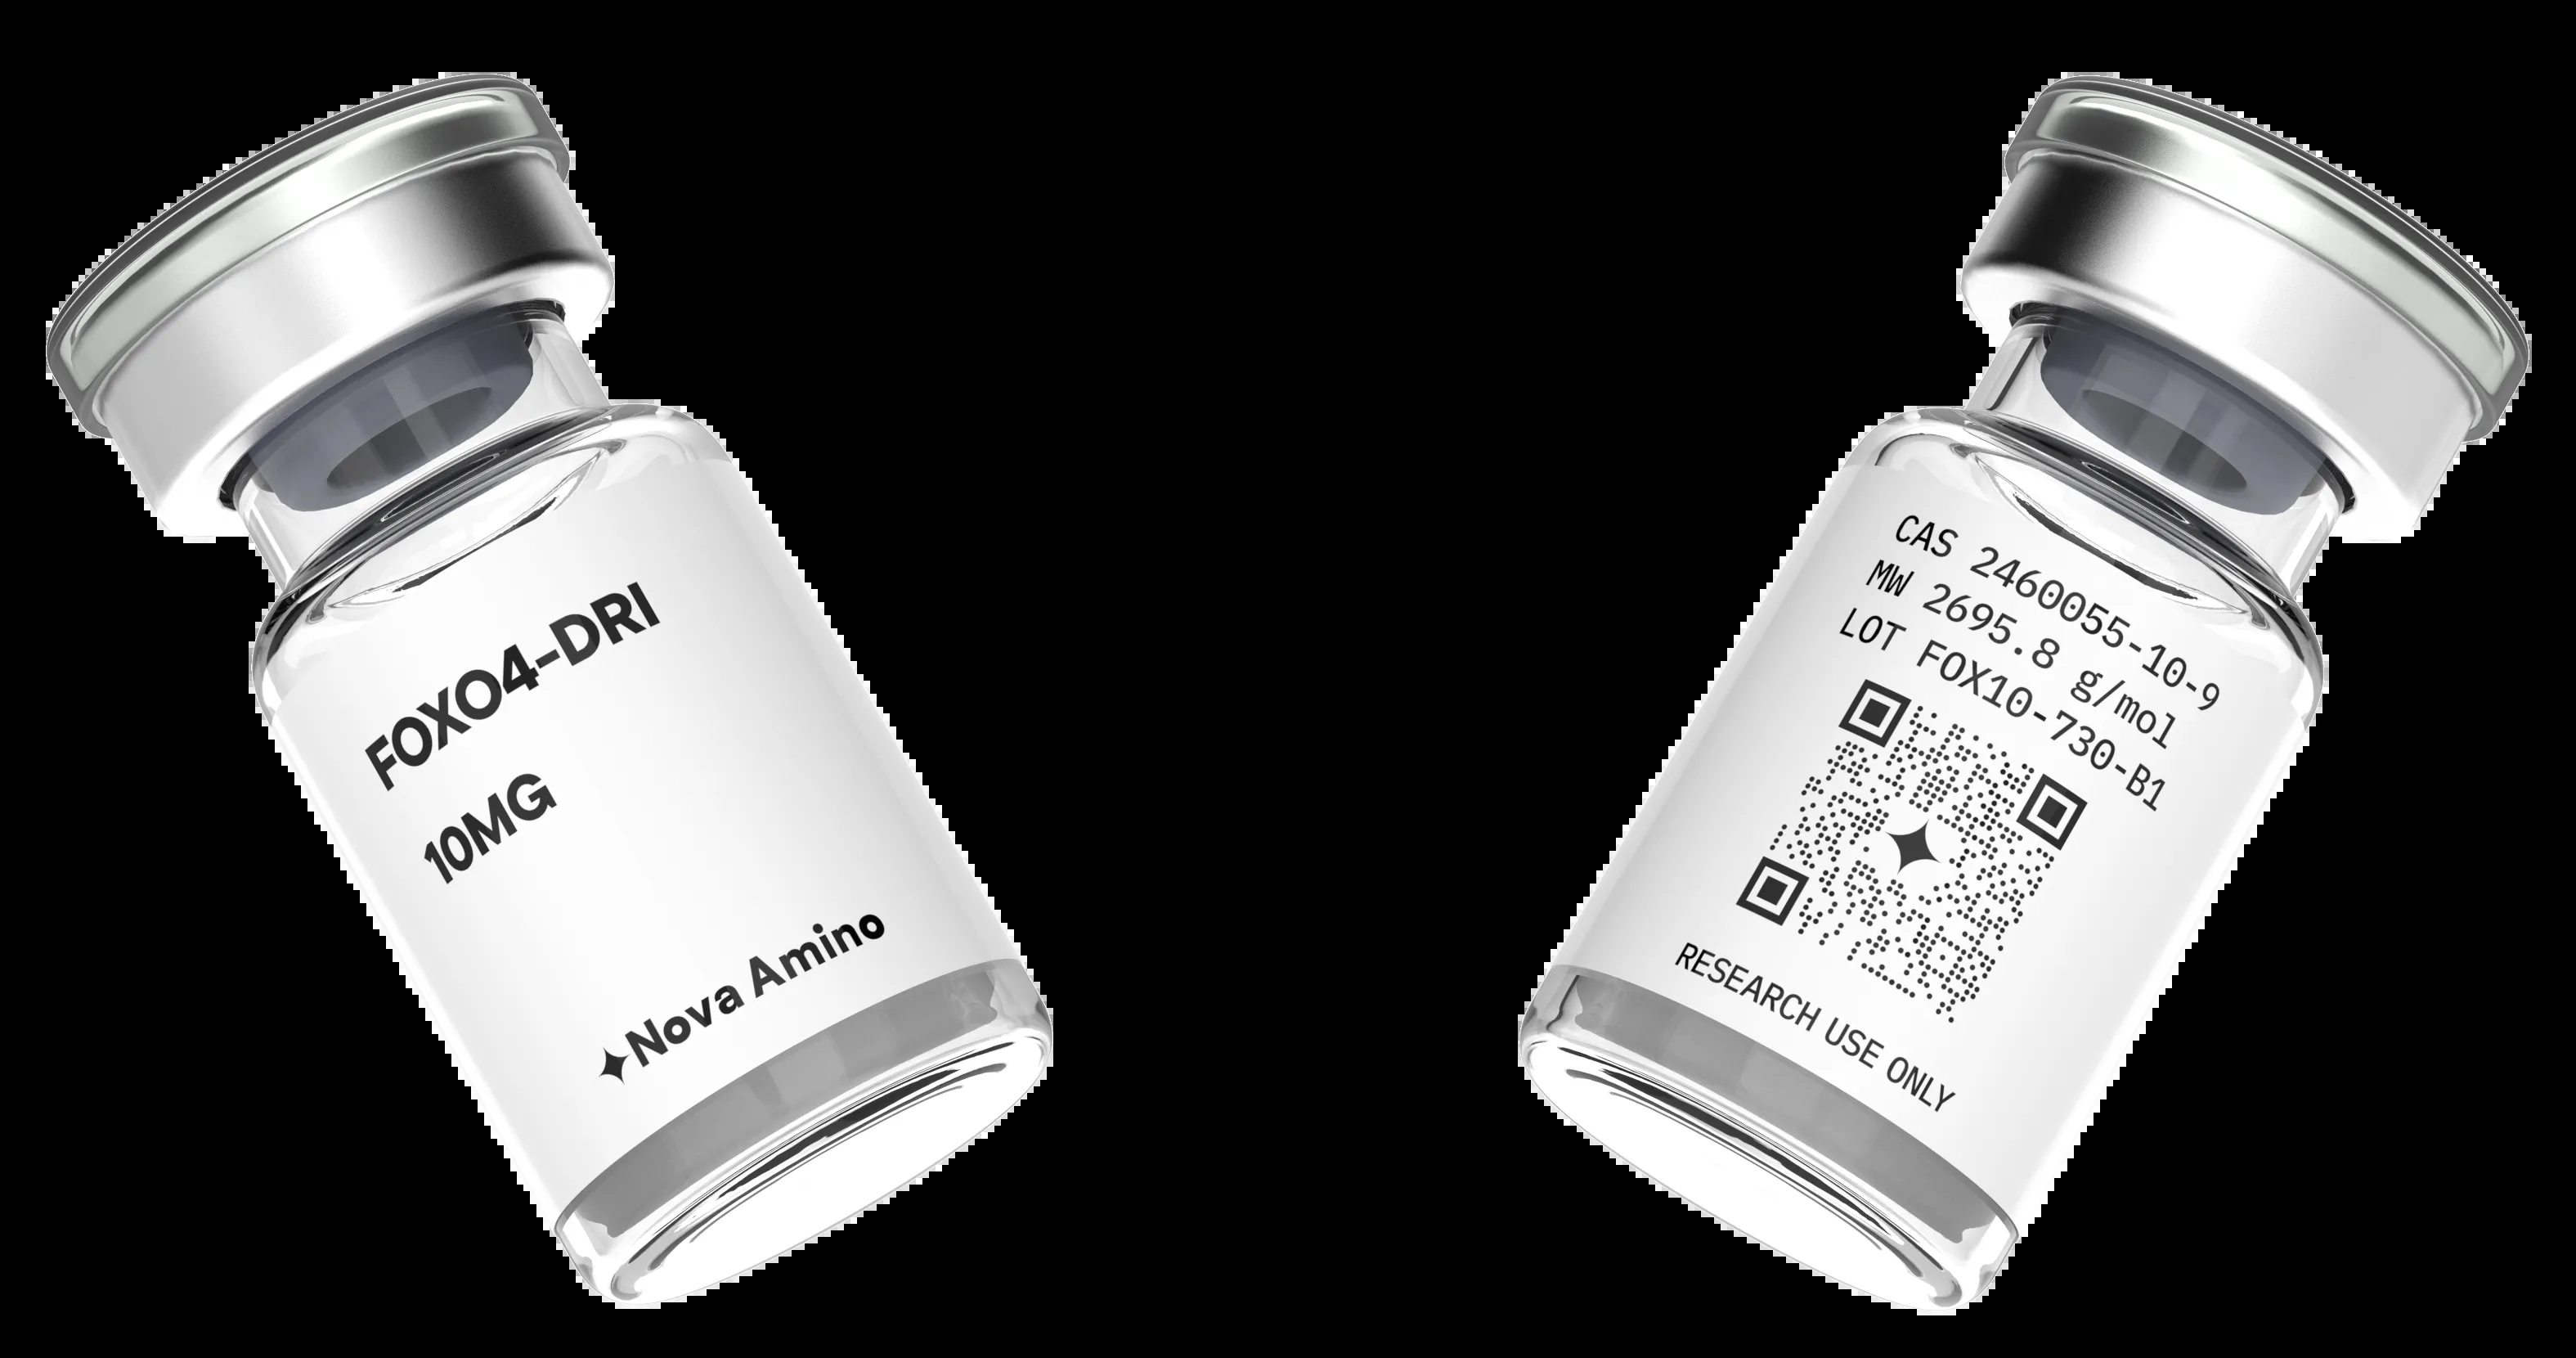 FOXO4-DRI
10MG
Nova Amino
CAS 2460055-10-9
MW 2695.8 g/mol
LOT FOX10-730-B1
RESEARCH USE ONLY